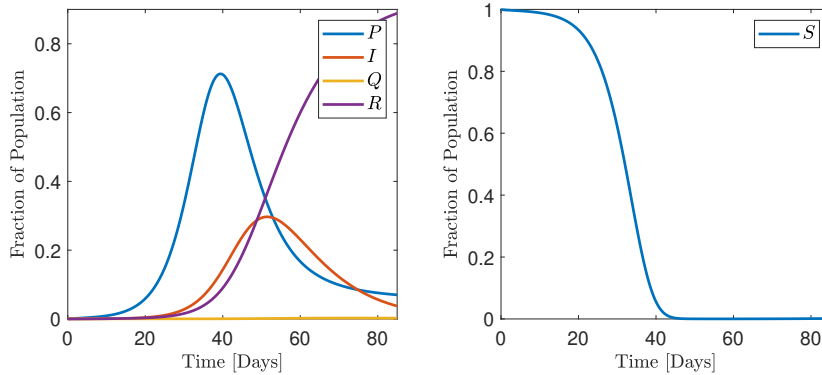 Fraction of Population
0.8
0.6
0.4
0.2
0
0 20 40 60 80
Time [Days]
P
I
Q
R
Fraction of Population
1
0.8
0.6
0.4
0.2
0
0 20 40 60 80
Time [Days]
S